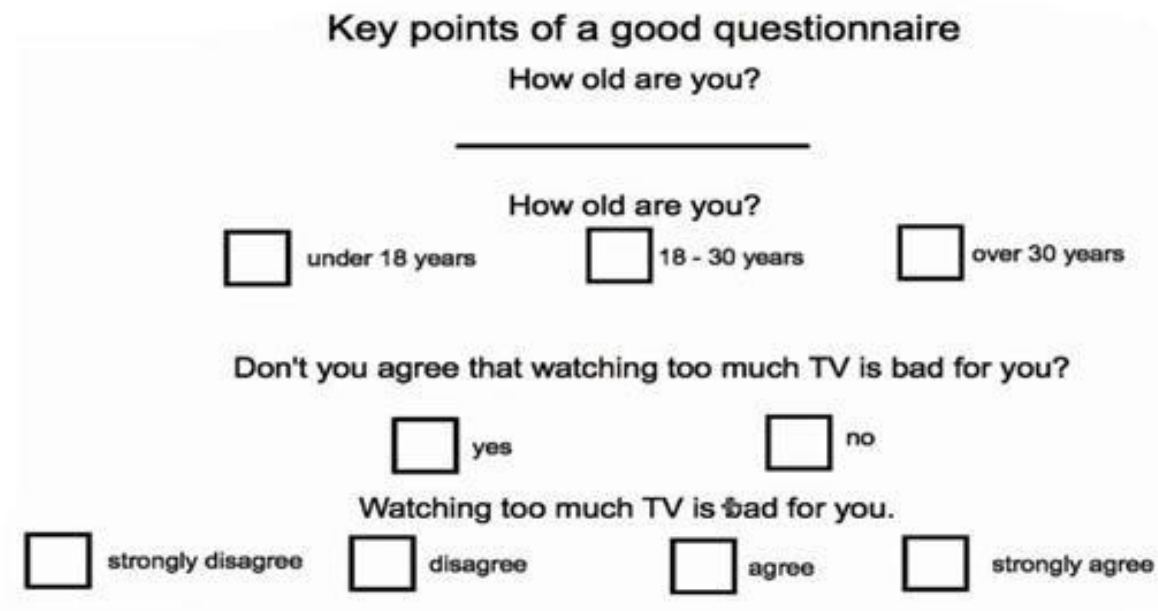 Key points of a good questionnaire
How old are you?
How old are you?
under 18 years 18 - 30 years over 30 years
Don't you agree that watching too much TV is bad for you?
yes no
Watching too much TV is bad for you.
strongly disagree disagree agree strongly agree